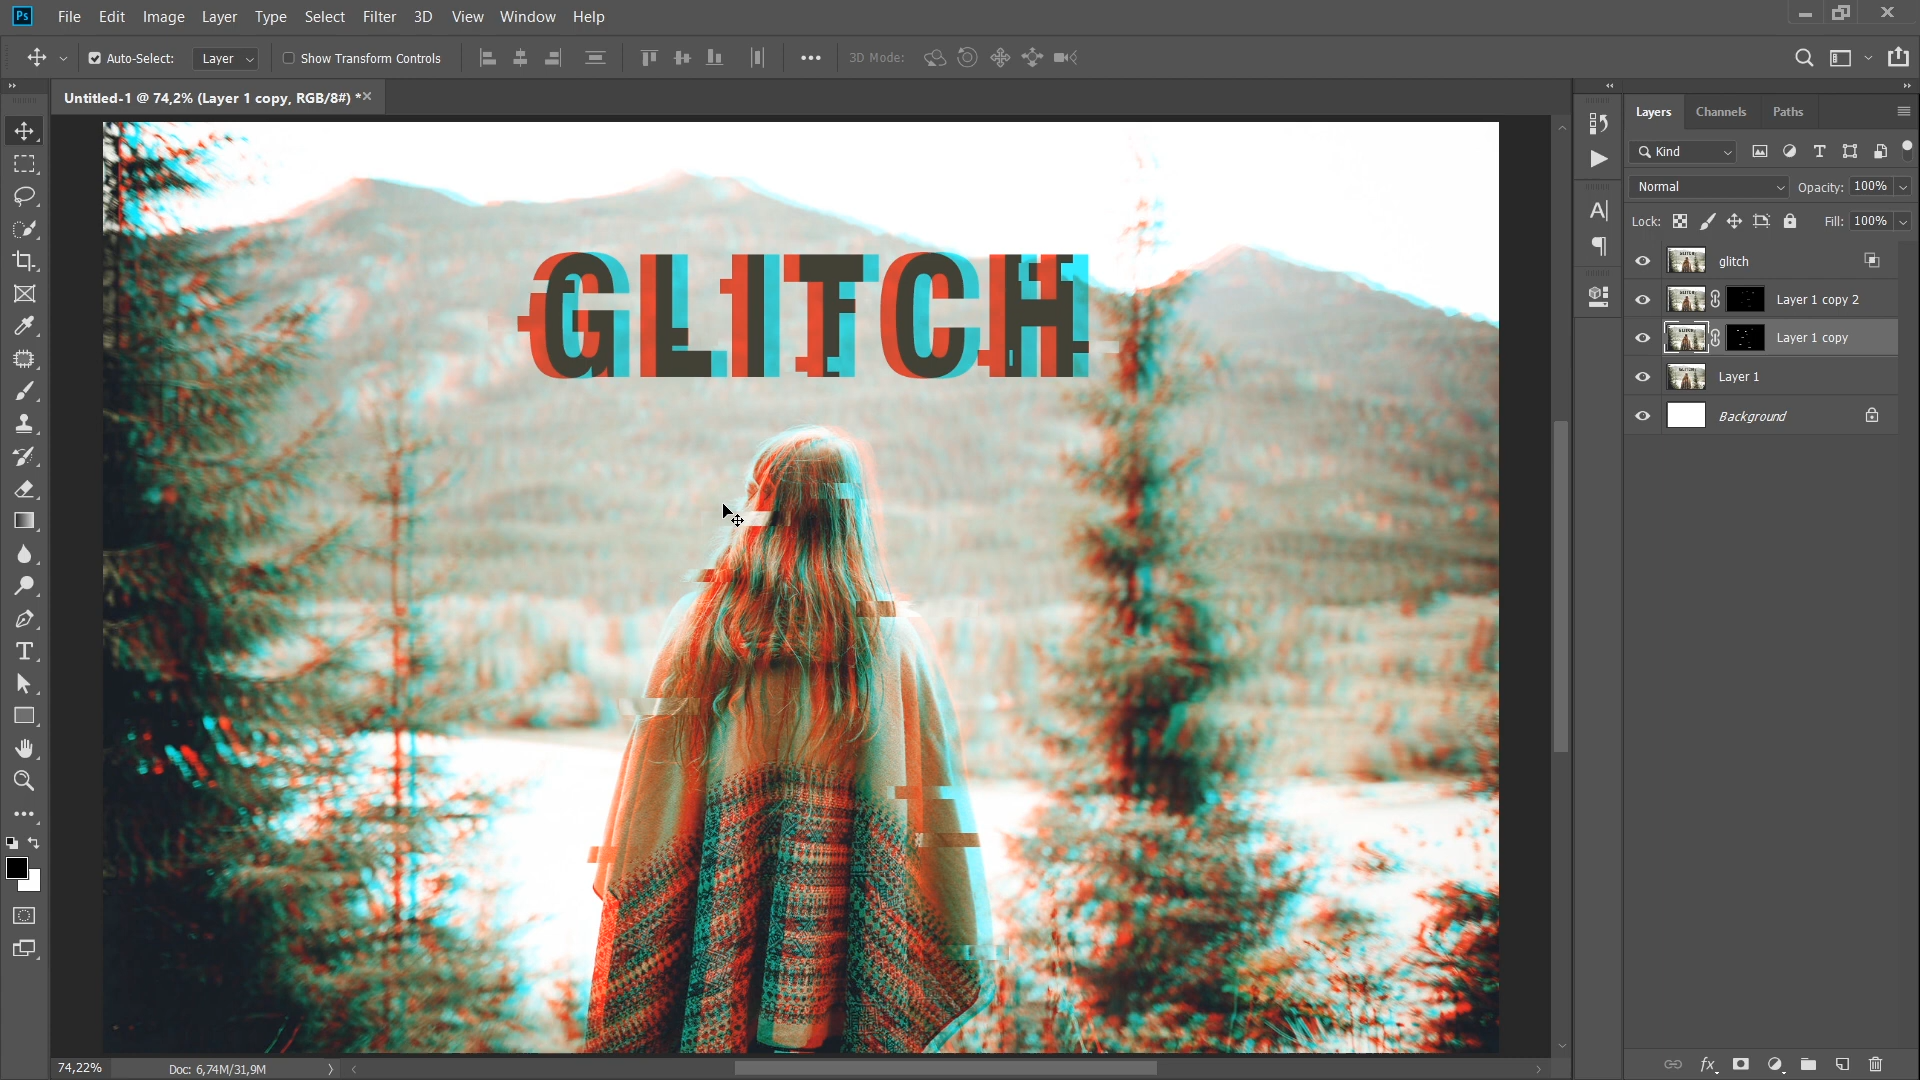 Ps File Edit Image Layer Type Select Filter 3D View Window Help
Auto-Select: Layer Show Transform Controls 3D Mode:
Untitled-1 @ 74,2% (Layer 1 copy, RGB/8#) *
Layers Channels Paths
Kind
Normal Opacity: 100%
Lock: Fill: 100%
glitch
Layer 1 copy 2
Layer 1 copy
Layer 1
Background
GLITCH
74,22% Doc: 6,74M/31,9M
fx